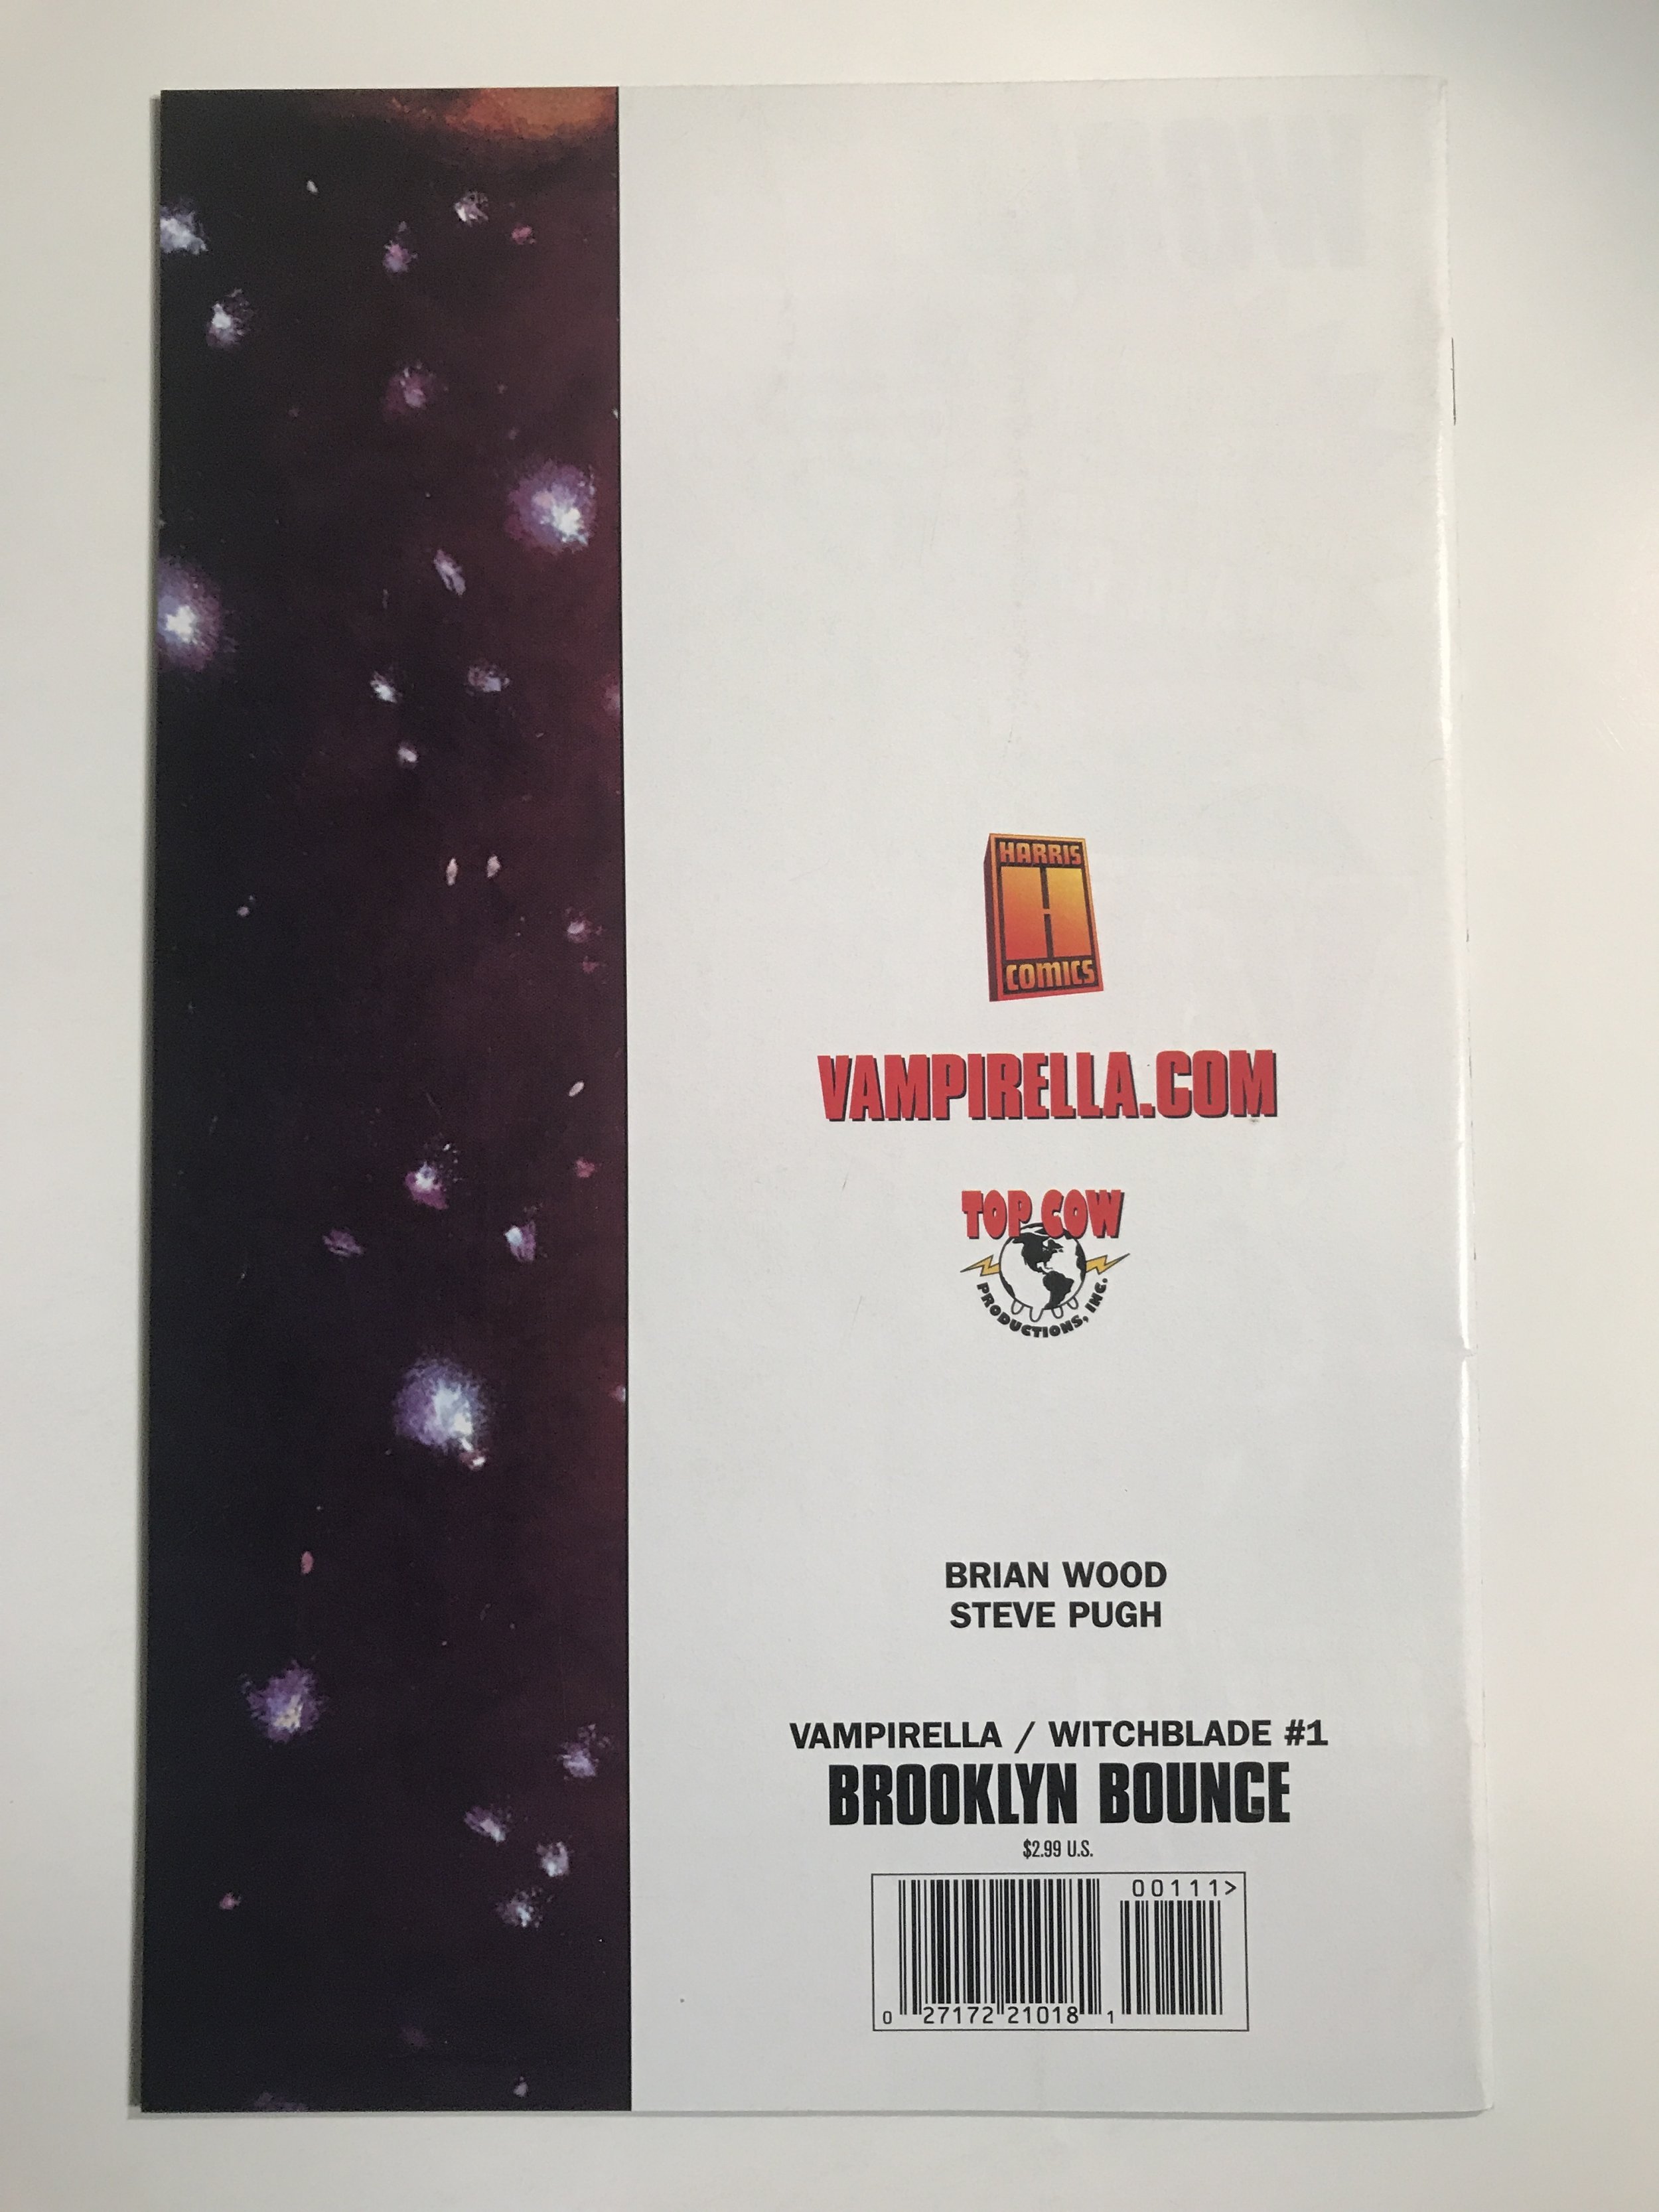 HARRIS
H
COMICS
VAMPIRELLA.COM
TOP COW
PRODUCTIONS, INC.
BRIAN WOOD
STEVE PUGH
VAMPIRELLA / WITCHBLADE #1
BROOKLYN BOUNCE
$2.99 U.S.
00111>
0 27172 21018 1